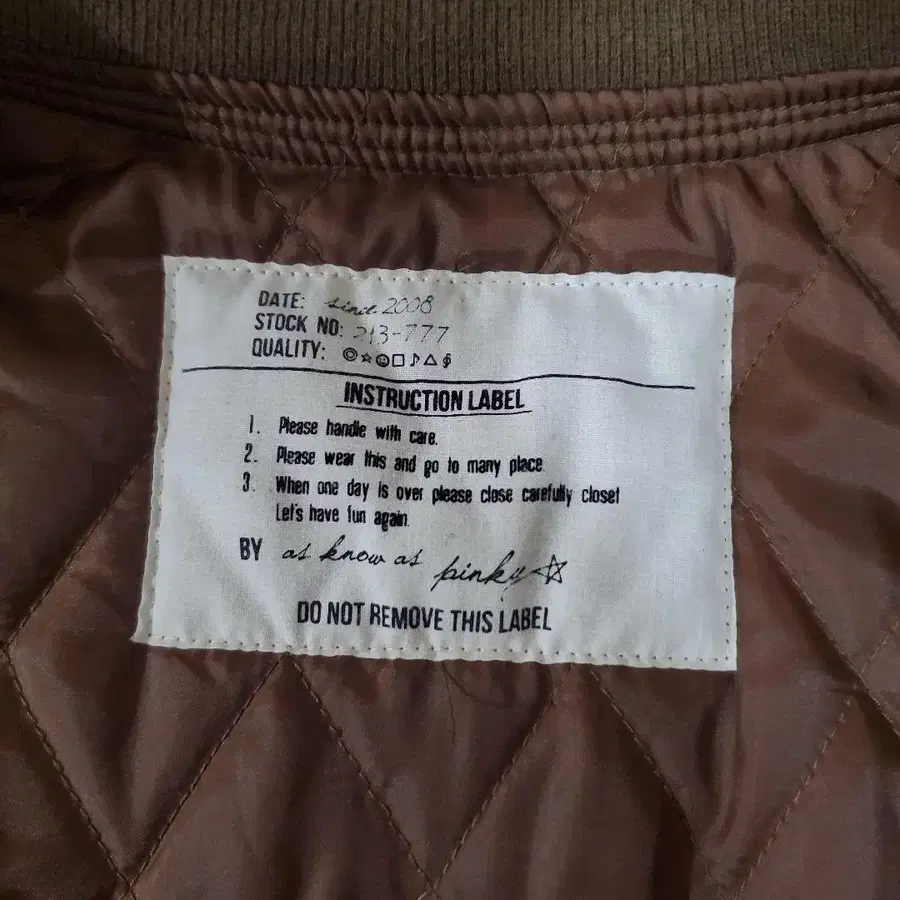 DATE: since 2008
STOCK NO: 213-777
QUALITY: ◎☆☺□♪△∮
INSTRUCTION LABEL
1. Please handle with care.
2. Please wear this and go to many place
3. When one day is over please close carefully closet
Let's have fun again.
BY as know as pinky☆
DO NOT REMOVE THIS LABEL